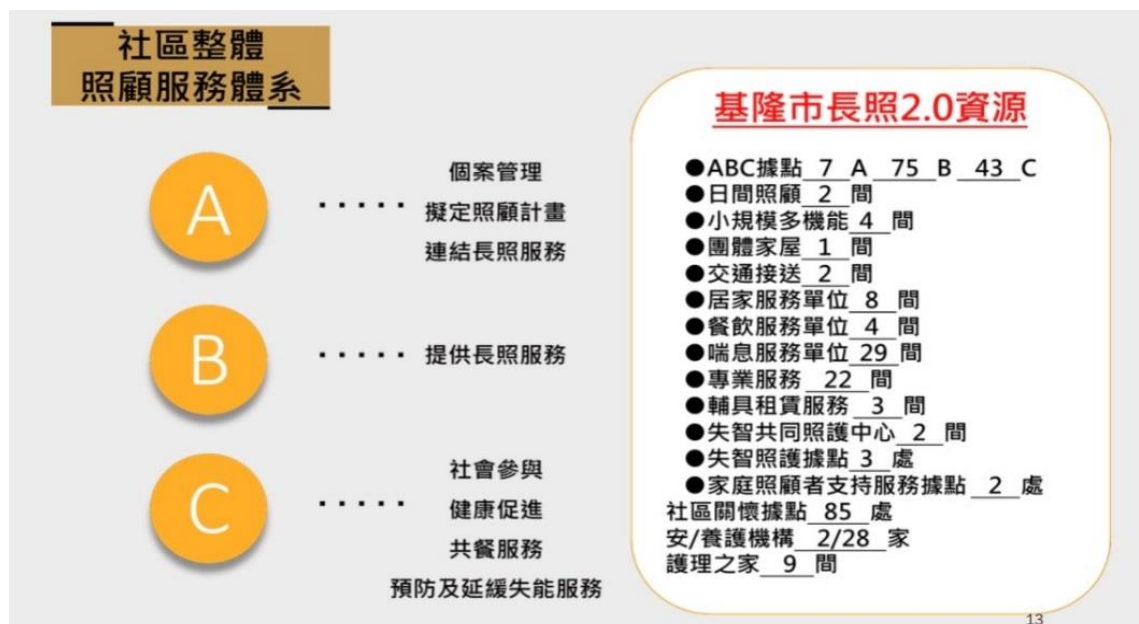 社區整體
照顧服務體系
A
個案管理
擬定照顧計畫
連結長照服務
B
提供長照服務
C
社會參與
健康促進
共餐服務
預防及延緩失能服務
基隆市長照2.0資源
●ABC據點 7 A 75 B 43 C
●日間照顧 2 間
●小規模多機能 4 間
●團體家屋 1 間
●交通接送 2 間
●居家服務單位 8 間
●餐飲服務單位 4 間
●喘息服務單位 29 間
●專業服務 22 間
●輔具租賃服務 3 間
●失智共同照護中心 2 間
●失智照護據點 3 處
●家庭照顧者支持服務據點 2 處
社區關懷據點 85 處
安/養護機構 2/28 家
護理之家 9 間
13